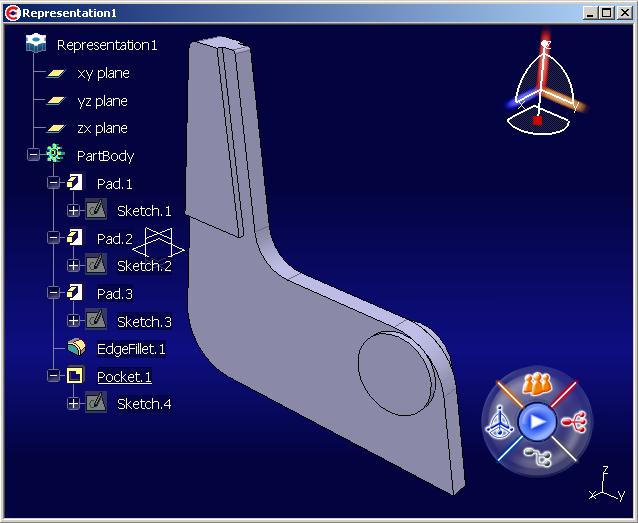 Representation1
Representation1
xy plane
yz plane
zx plane
PartBody
Pad.1
Sketch.1
Pad.2
Sketch.2
Pad.3
Sketch.3
EdgeFillet.1
Pocket.1
Sketch.4
z
x
y
z
x
y